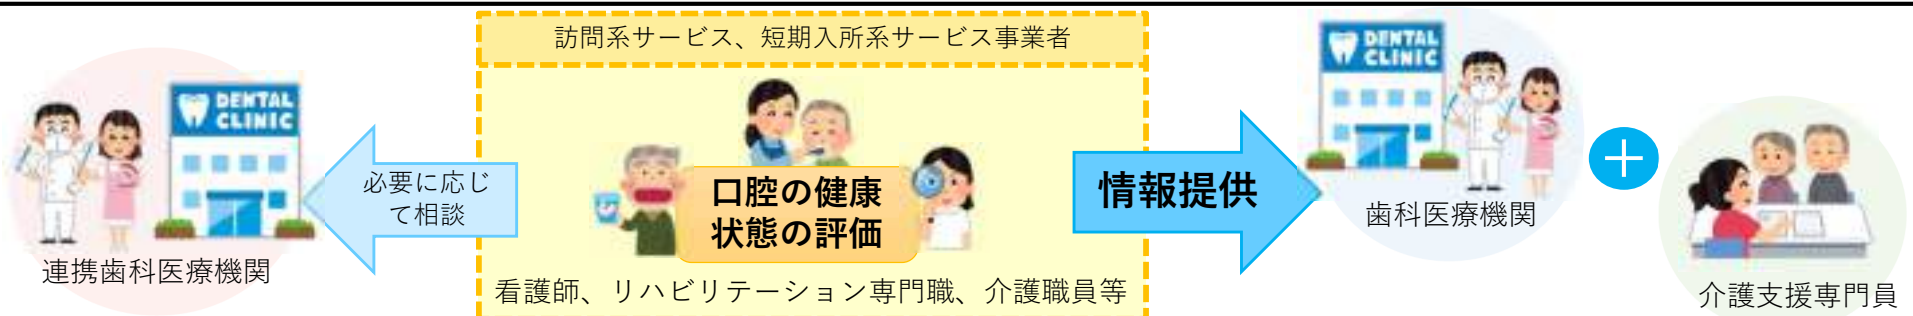 訪問系サービス、短期入所系サービス事業者
DENTAL
CLINIC
必要に応じ
て相談
連携歯科医療機関
口腔の健康
状態の評価
看護師、リハビリテーション専門職、介護職員等
情報提供
DENTAL
CLINIC
歯科医療機関
+
介護支援専門員